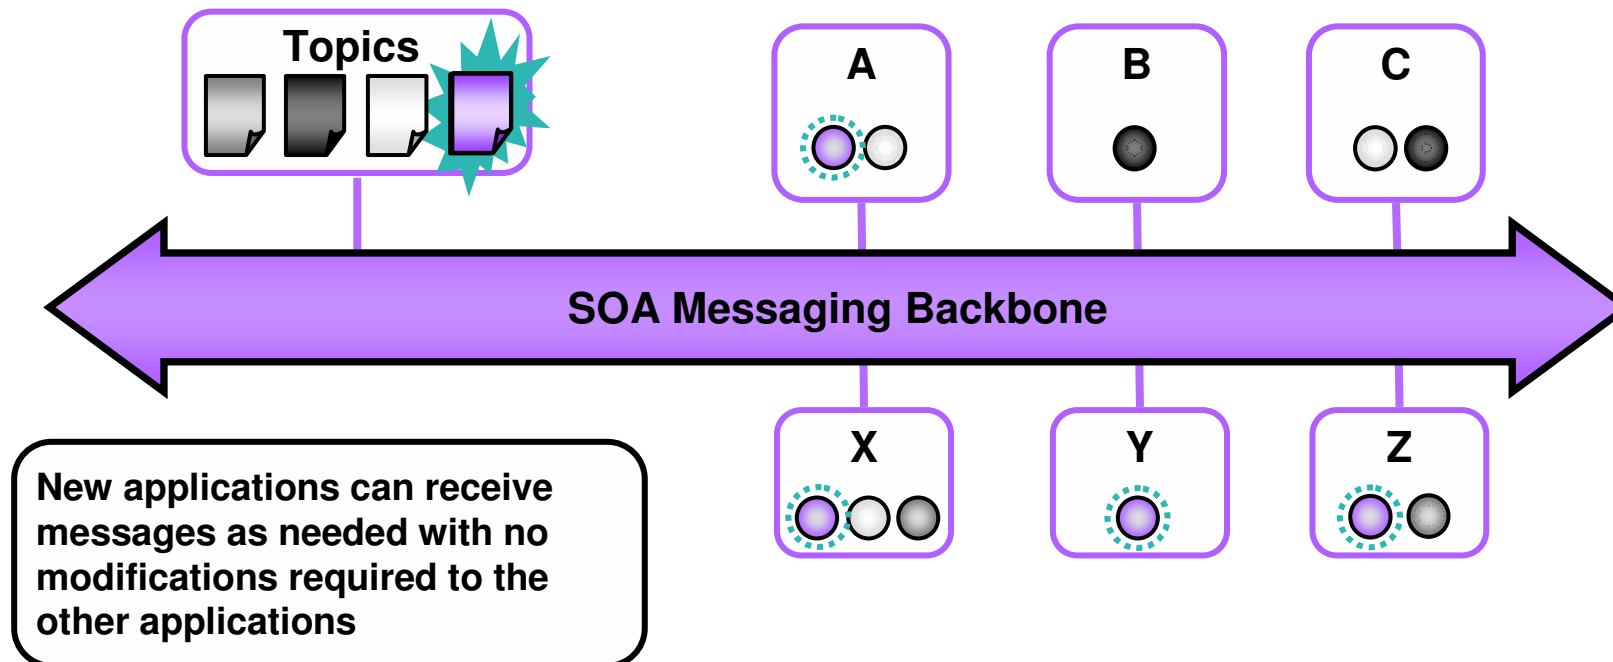 Topics
A
B
C
SOA Messaging Backbone
X
Y
Z
New applications can receive
messages as needed with no
modifications required to the
other applications